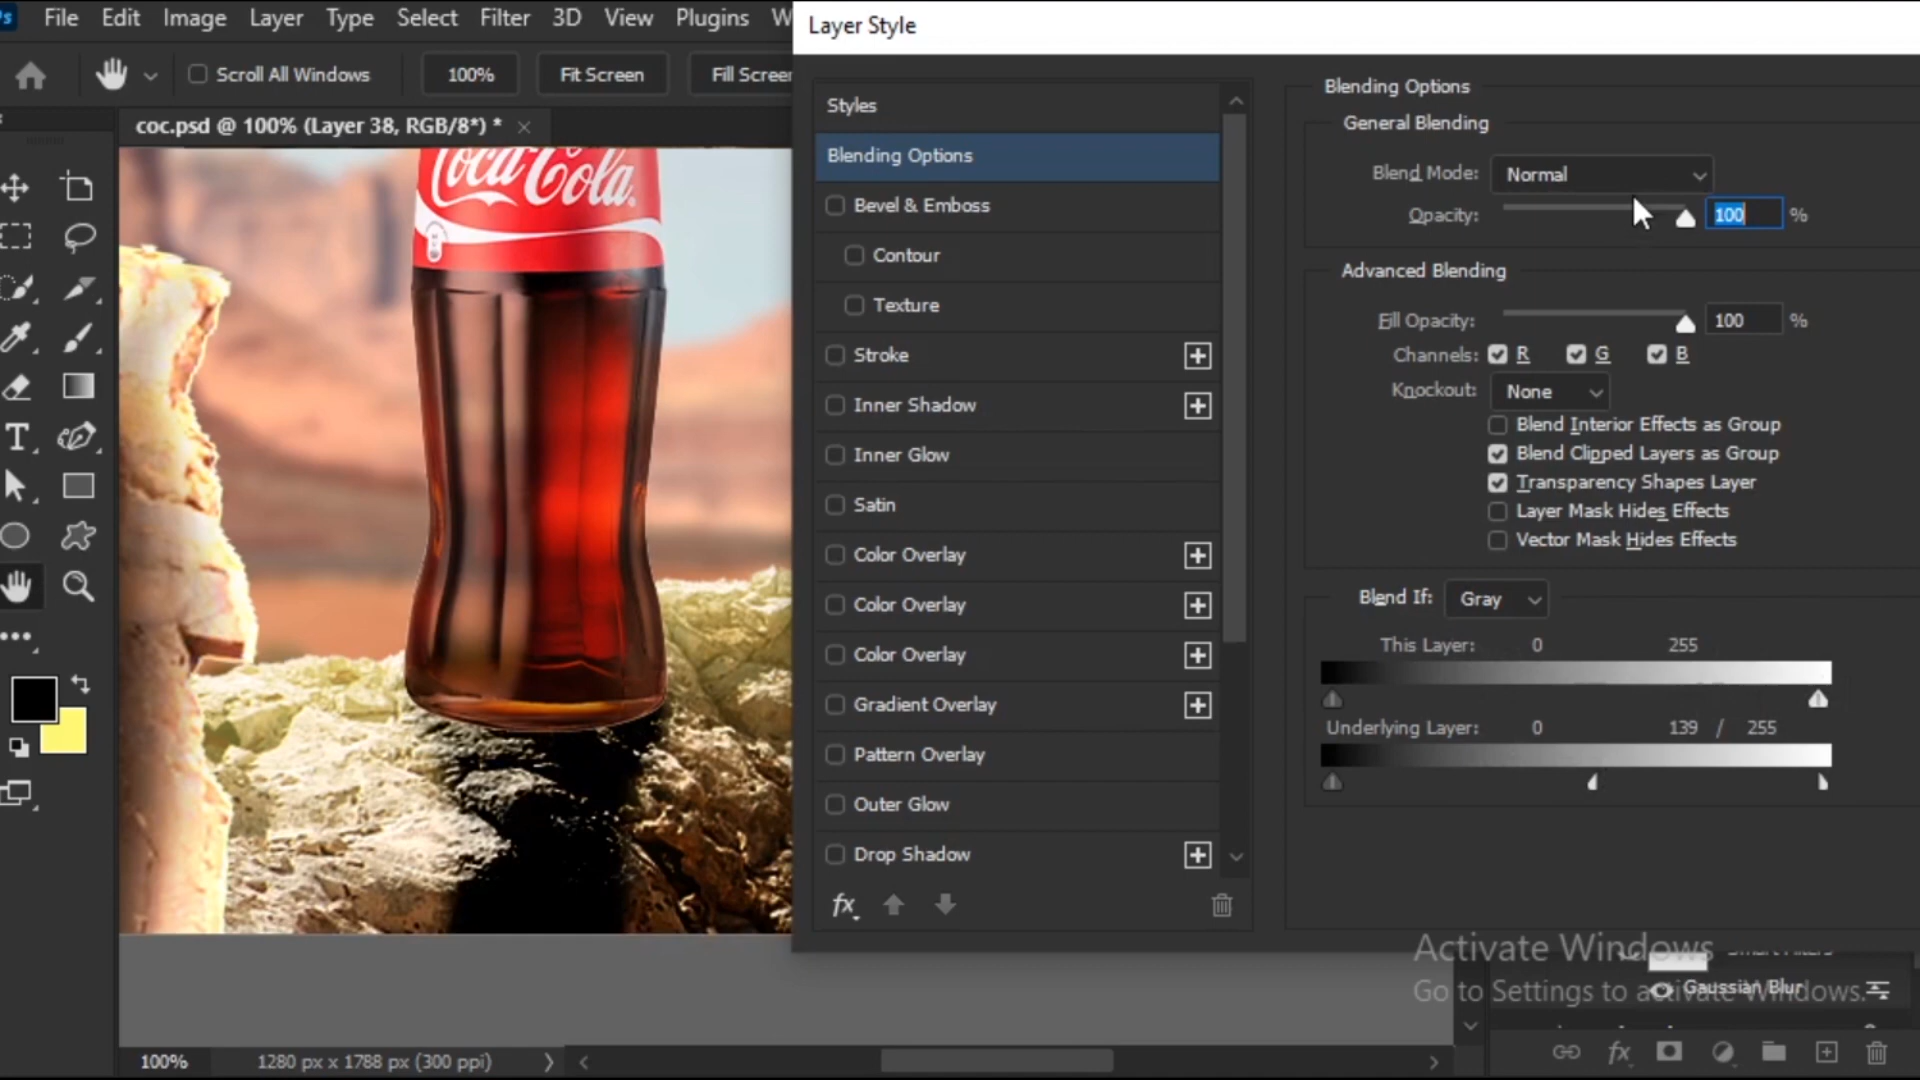 File Edit Image Layer Type Select Filter 3D View Plugins W
Layer Style
Scroll All Windows 100% Fit Screen Fill Screen
coc.psd @ 100% (Layer 38, RGB/8*) *
Coca-Cola
Styles
Blending Options
Bevel & Emboss
Contour
Texture
Stroke
Inner Shadow
Inner Glow
Satin
Color Overlay
Color Overlay
Color Overlay
Gradient Overlay
Pattern Overlay
Outer Glow
Drop Shadow
fx
Blending Options
General Blending
Blend Mode: Normal
Opacity: 100 %
Advanced Blending
Fill Opacity: 100 %
Channels: R G B
Knockout: None
Blend Interior Effects as Group
Blend Clipped Layers as Group
Transparency Shapes Layer
Layer Mask Hides Effects
Vector Mask Hides Effects
Blend If: Gray
This Layer: 0 255
Underlying Layer: 0 139 / 255
Activate Windows
Go to Settings to activate Windows.
Gaussian Blur
fx
T
100% 1280 px x 1788 px (300 ppi)